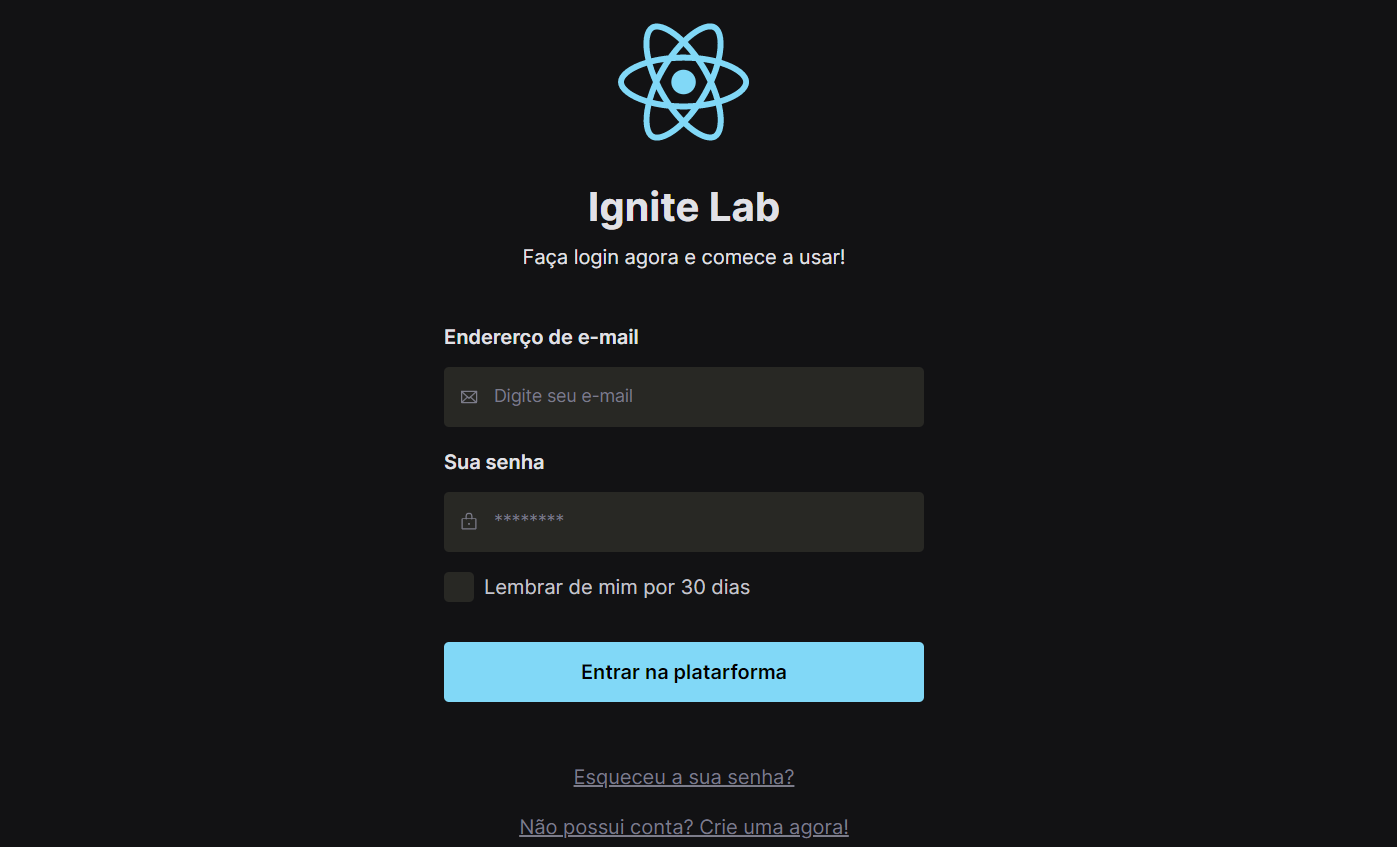 Ignite Lab
Faça login agora e comece a usar!
Endererço de e-mail
Digite seu e-mail
Sua senha
********
Lembrar de mim por 30 dias
Entrar na platarforma
Esqueceu a sua senha?
Não possui conta? Crie uma agora!